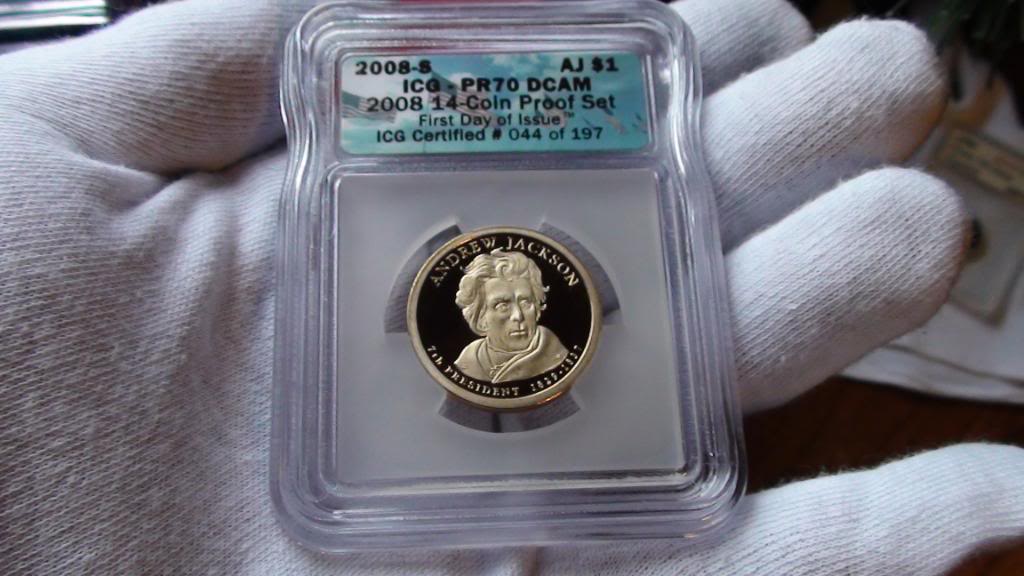 2008-S AJ $1
ICG - PR70 DCAM
2008 14-Coin Proof Set
First Day of Issue™
ICG Certified # 044 of 197
ANDREW JACKSON
7th PRESIDENT 1829-1837